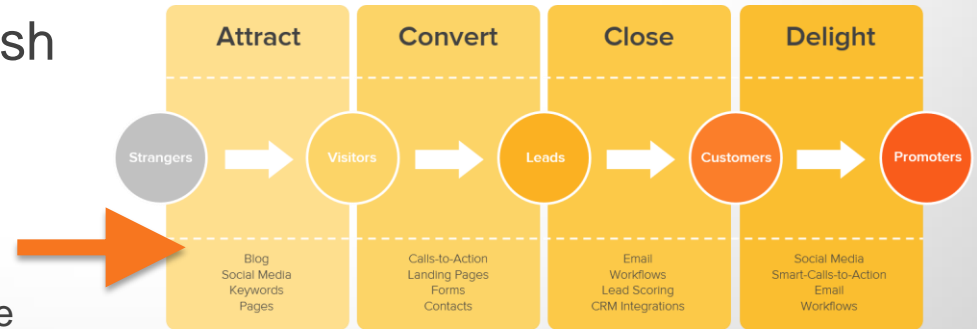 sh
Attract Convert Close Delight
Strangers Visitors Leads Customers Promoters
Blog
Social Media
Keywords
Pages
Calls-to-Action
Landing Pages
Forms
Contacts
Email
Workflows
Lead Scoring
CRM Integrations
Social Media
Smart-Calls-to-Action
Email
Workflows
e